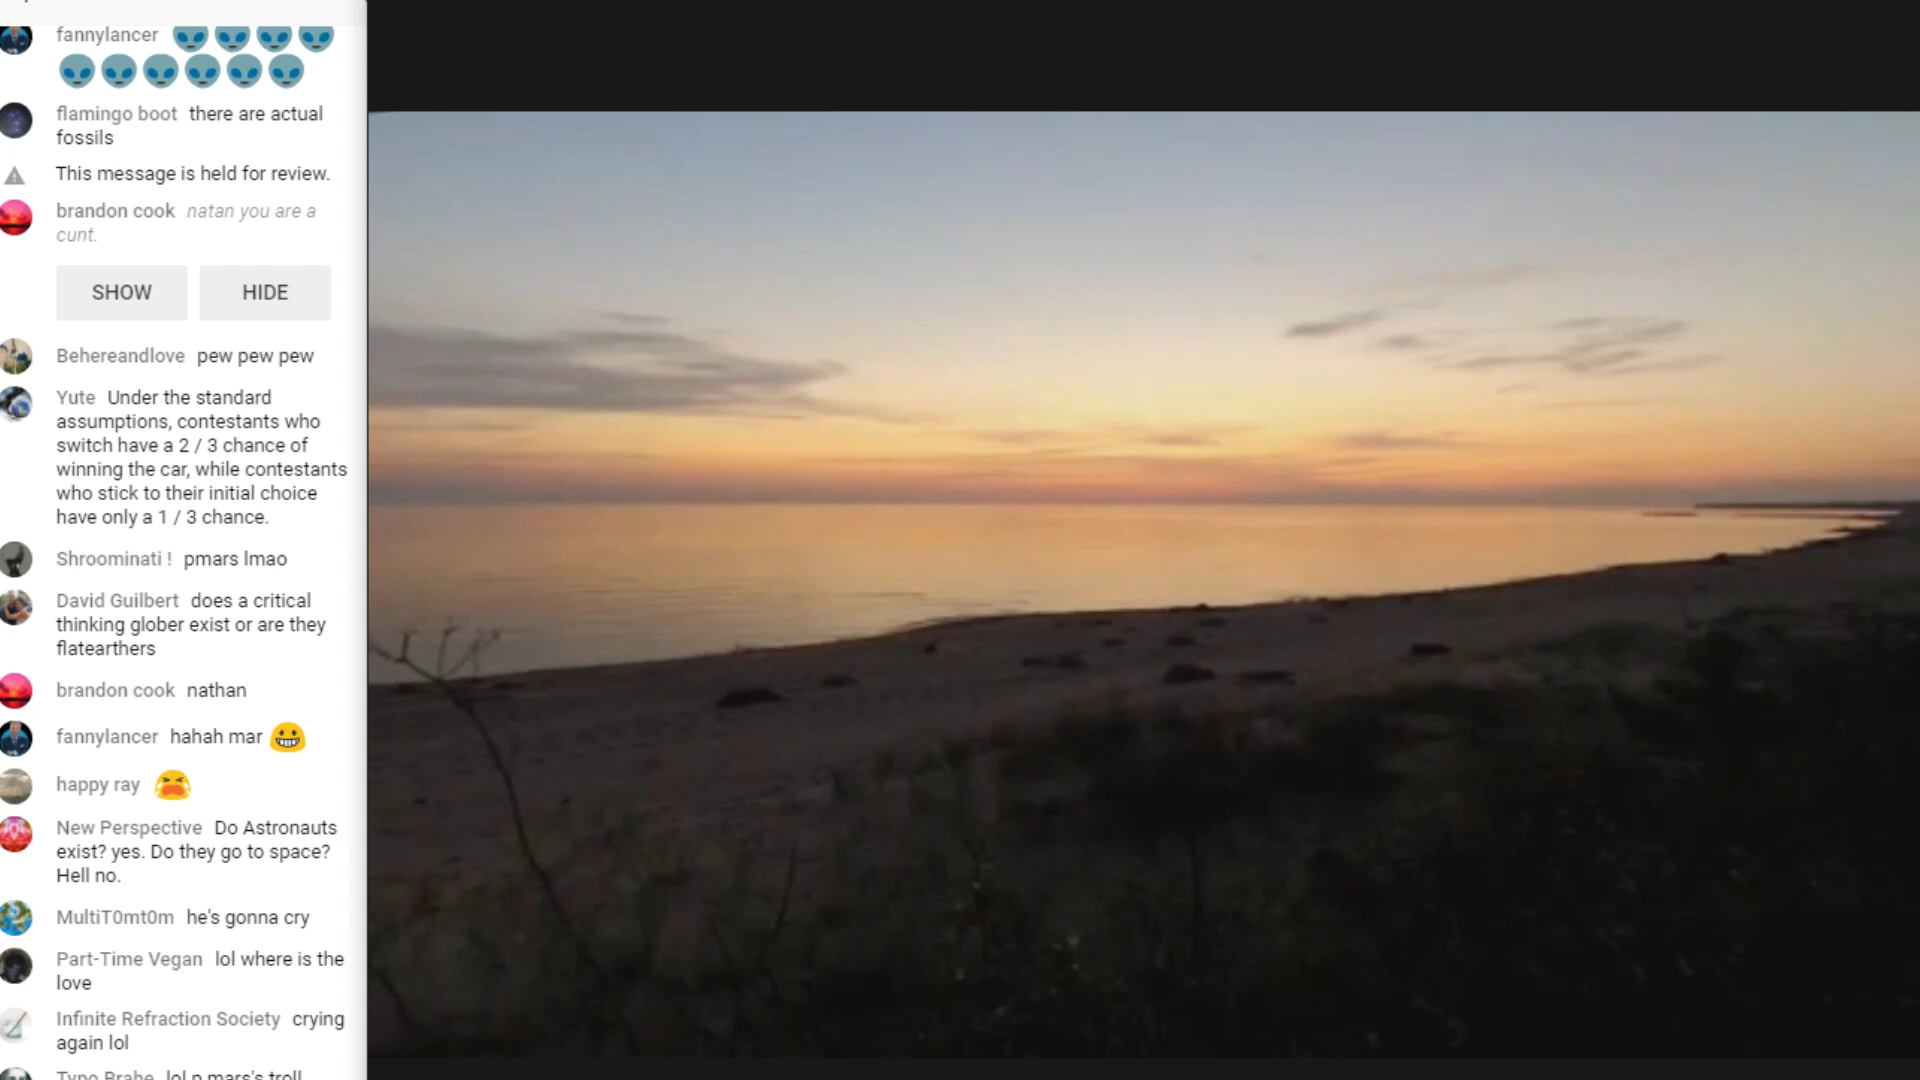 fannylancer
flamingo boot there are actual
fossils
This message is held for review.
brandon cook natan you are a
cunt.
SHOW HIDE
Behereandlove pew pew pew
Yute Under the standard
assumptions, contestants who
switch have a 2 / 3 chance of
winning the car, while contestants
who stick to their initial choice
have only a 1 / 3 chance.
Shroominati ! pmars lmao
David Guilbert does a critical
thinking glober exist or are they
flatearthers
brandon cook nathan
fannylancer hahah mar
happy ray
New Perspective Do Astronauts
exist? yes. Do they go to space?
Hell no.
MultiT0mt0m he's gonna cry
Part-Time Vegan lol where is the
love
Infinite Refraction Society crying
again lol
Typo Brahe lol p mars's troll